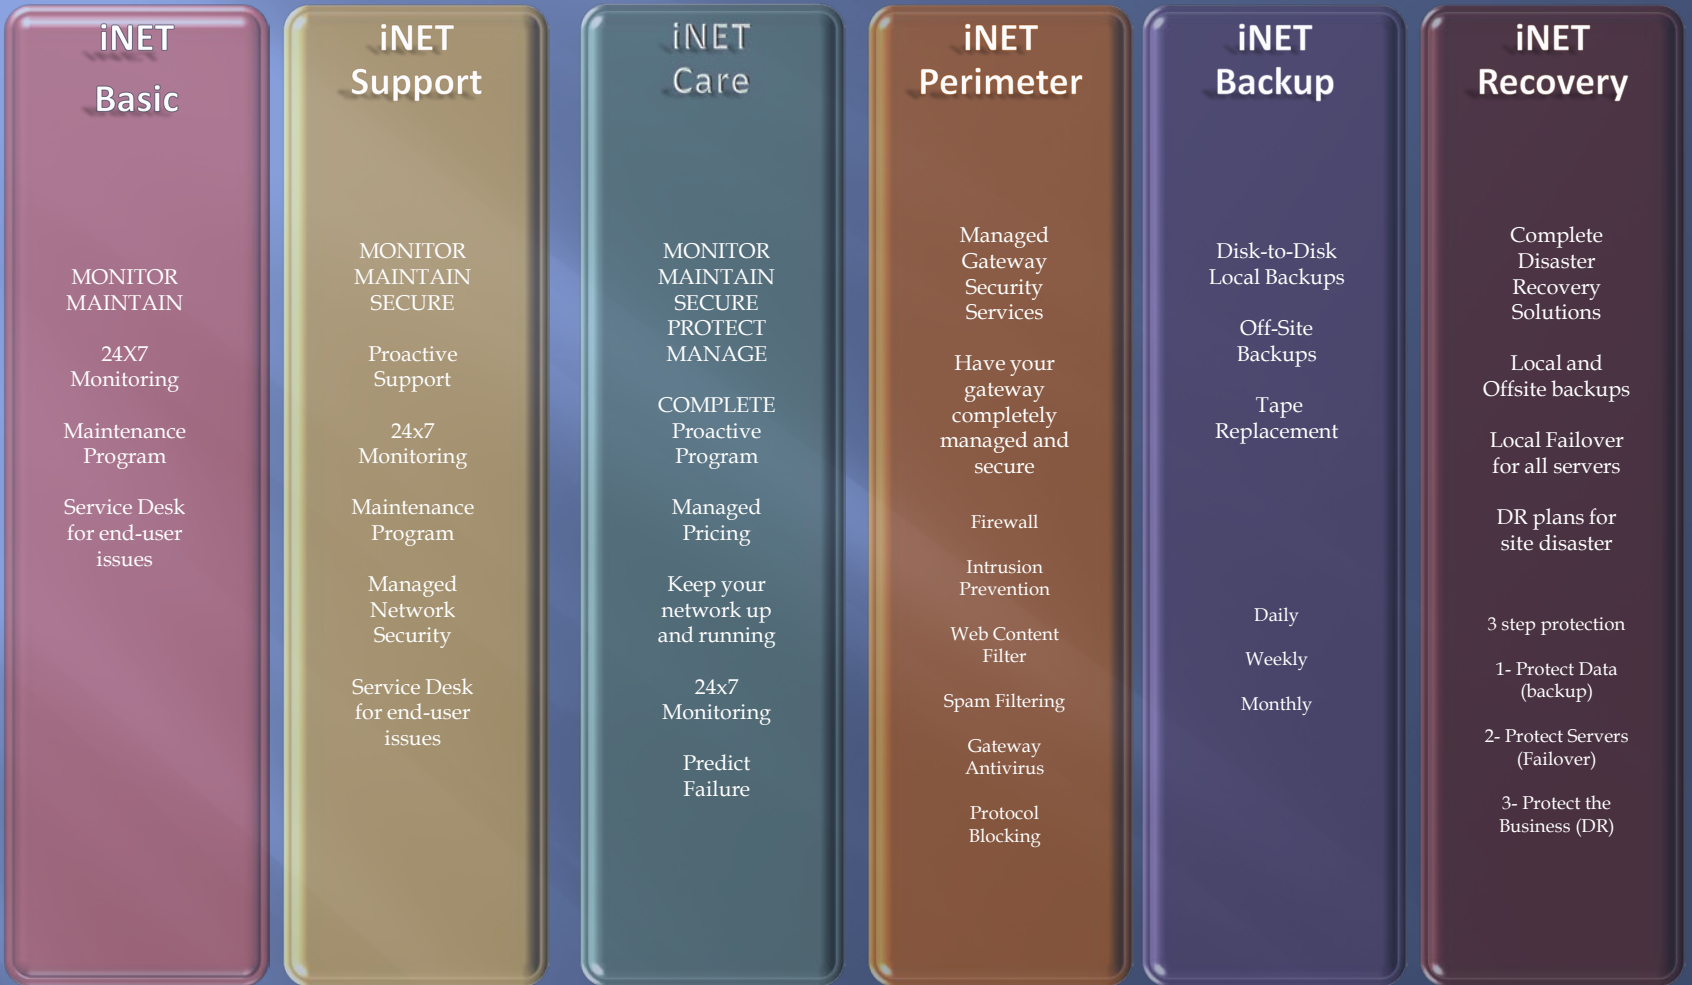 iNET
Basic
MONITOR
MAINTAIN
24X7
Monitoring
Maintenance
Program
Service Desk
for end-user
issues
iNET
Support
MONITOR
MAINTAIN
SECURE
Proactive
Support
24x7
Monitoring
Maintenance
Program
Managed
Network
Security
Service Desk
for end-user
issues
iNET
Care
MONITOR
MAINTAIN
SECURE
PROTECT
MANAGE
COMPLETE
Proactive
Program
Managed
Pricing
Keep your
network up
and running
24x7
Monitoring
Predict
Failure
iNET
Perimeter
Managed
Gateway
Security
Services
Have your
gateway
completely
managed and
secure
Firewall
Intrusion
Prevention
Web Content
Filter
Spam Filtering
Gateway
Antivirus
Protocol
Blocking
iNET
Backup
Disk-to-Disk
Local Backups
Off-Site
Backups
Tape
Replacement
Daily
Weekly
Monthly
iNET
Recovery
Complete
Disaster
Recovery
Solutions
Local and
Offsite backups
Local Failover
for all servers
DR plans for
site disaster
3 step protection
1- Protect Data
(backup)
2- Protect Servers
(Failover)
3- Protect the
Business (DR)